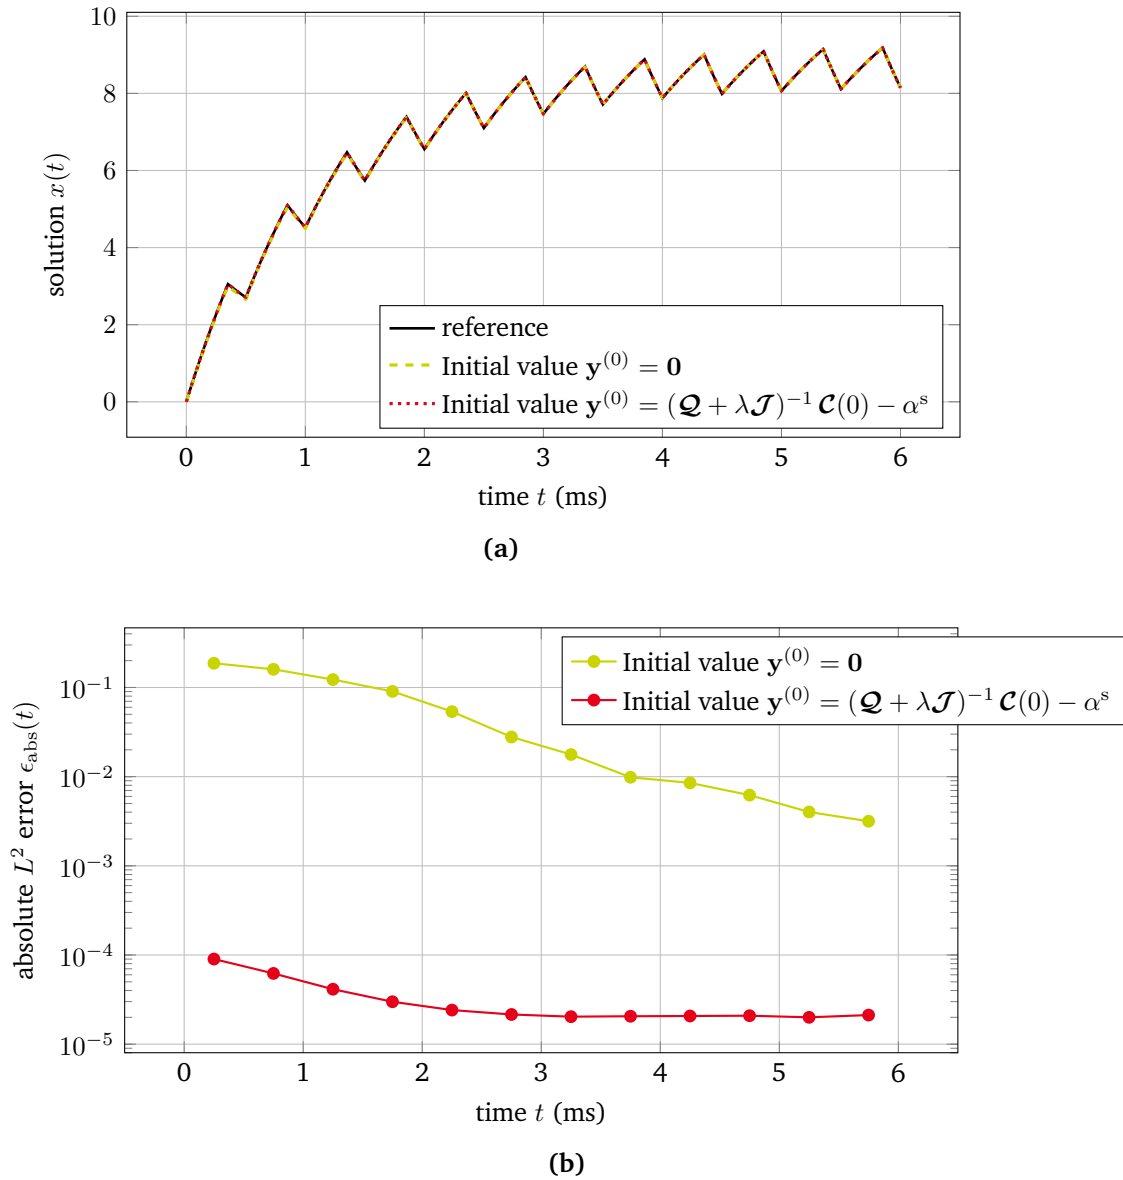 10
8
6
4
2
0
solution x(t)
reference
Initial value y⁽⁰⁾ = 0
Initial value y⁽⁰⁾ = (𝓠 + λ𝓙)⁻¹ 𝓒(0) − αˢ
0 1 2 3 4 5 6
time t (ms)
(a)
10⁻¹
10⁻²
10⁻³
10⁻⁴
10⁻⁵
absolute L² error ϵ_abs(t)
Initial value y⁽⁰⁾ = 0
Initial value y⁽⁰⁾ = (𝓠 + λ𝓙)⁻¹ 𝓒(0) − αˢ
0 1 2 3 4 5 6
time t (ms)
(b)